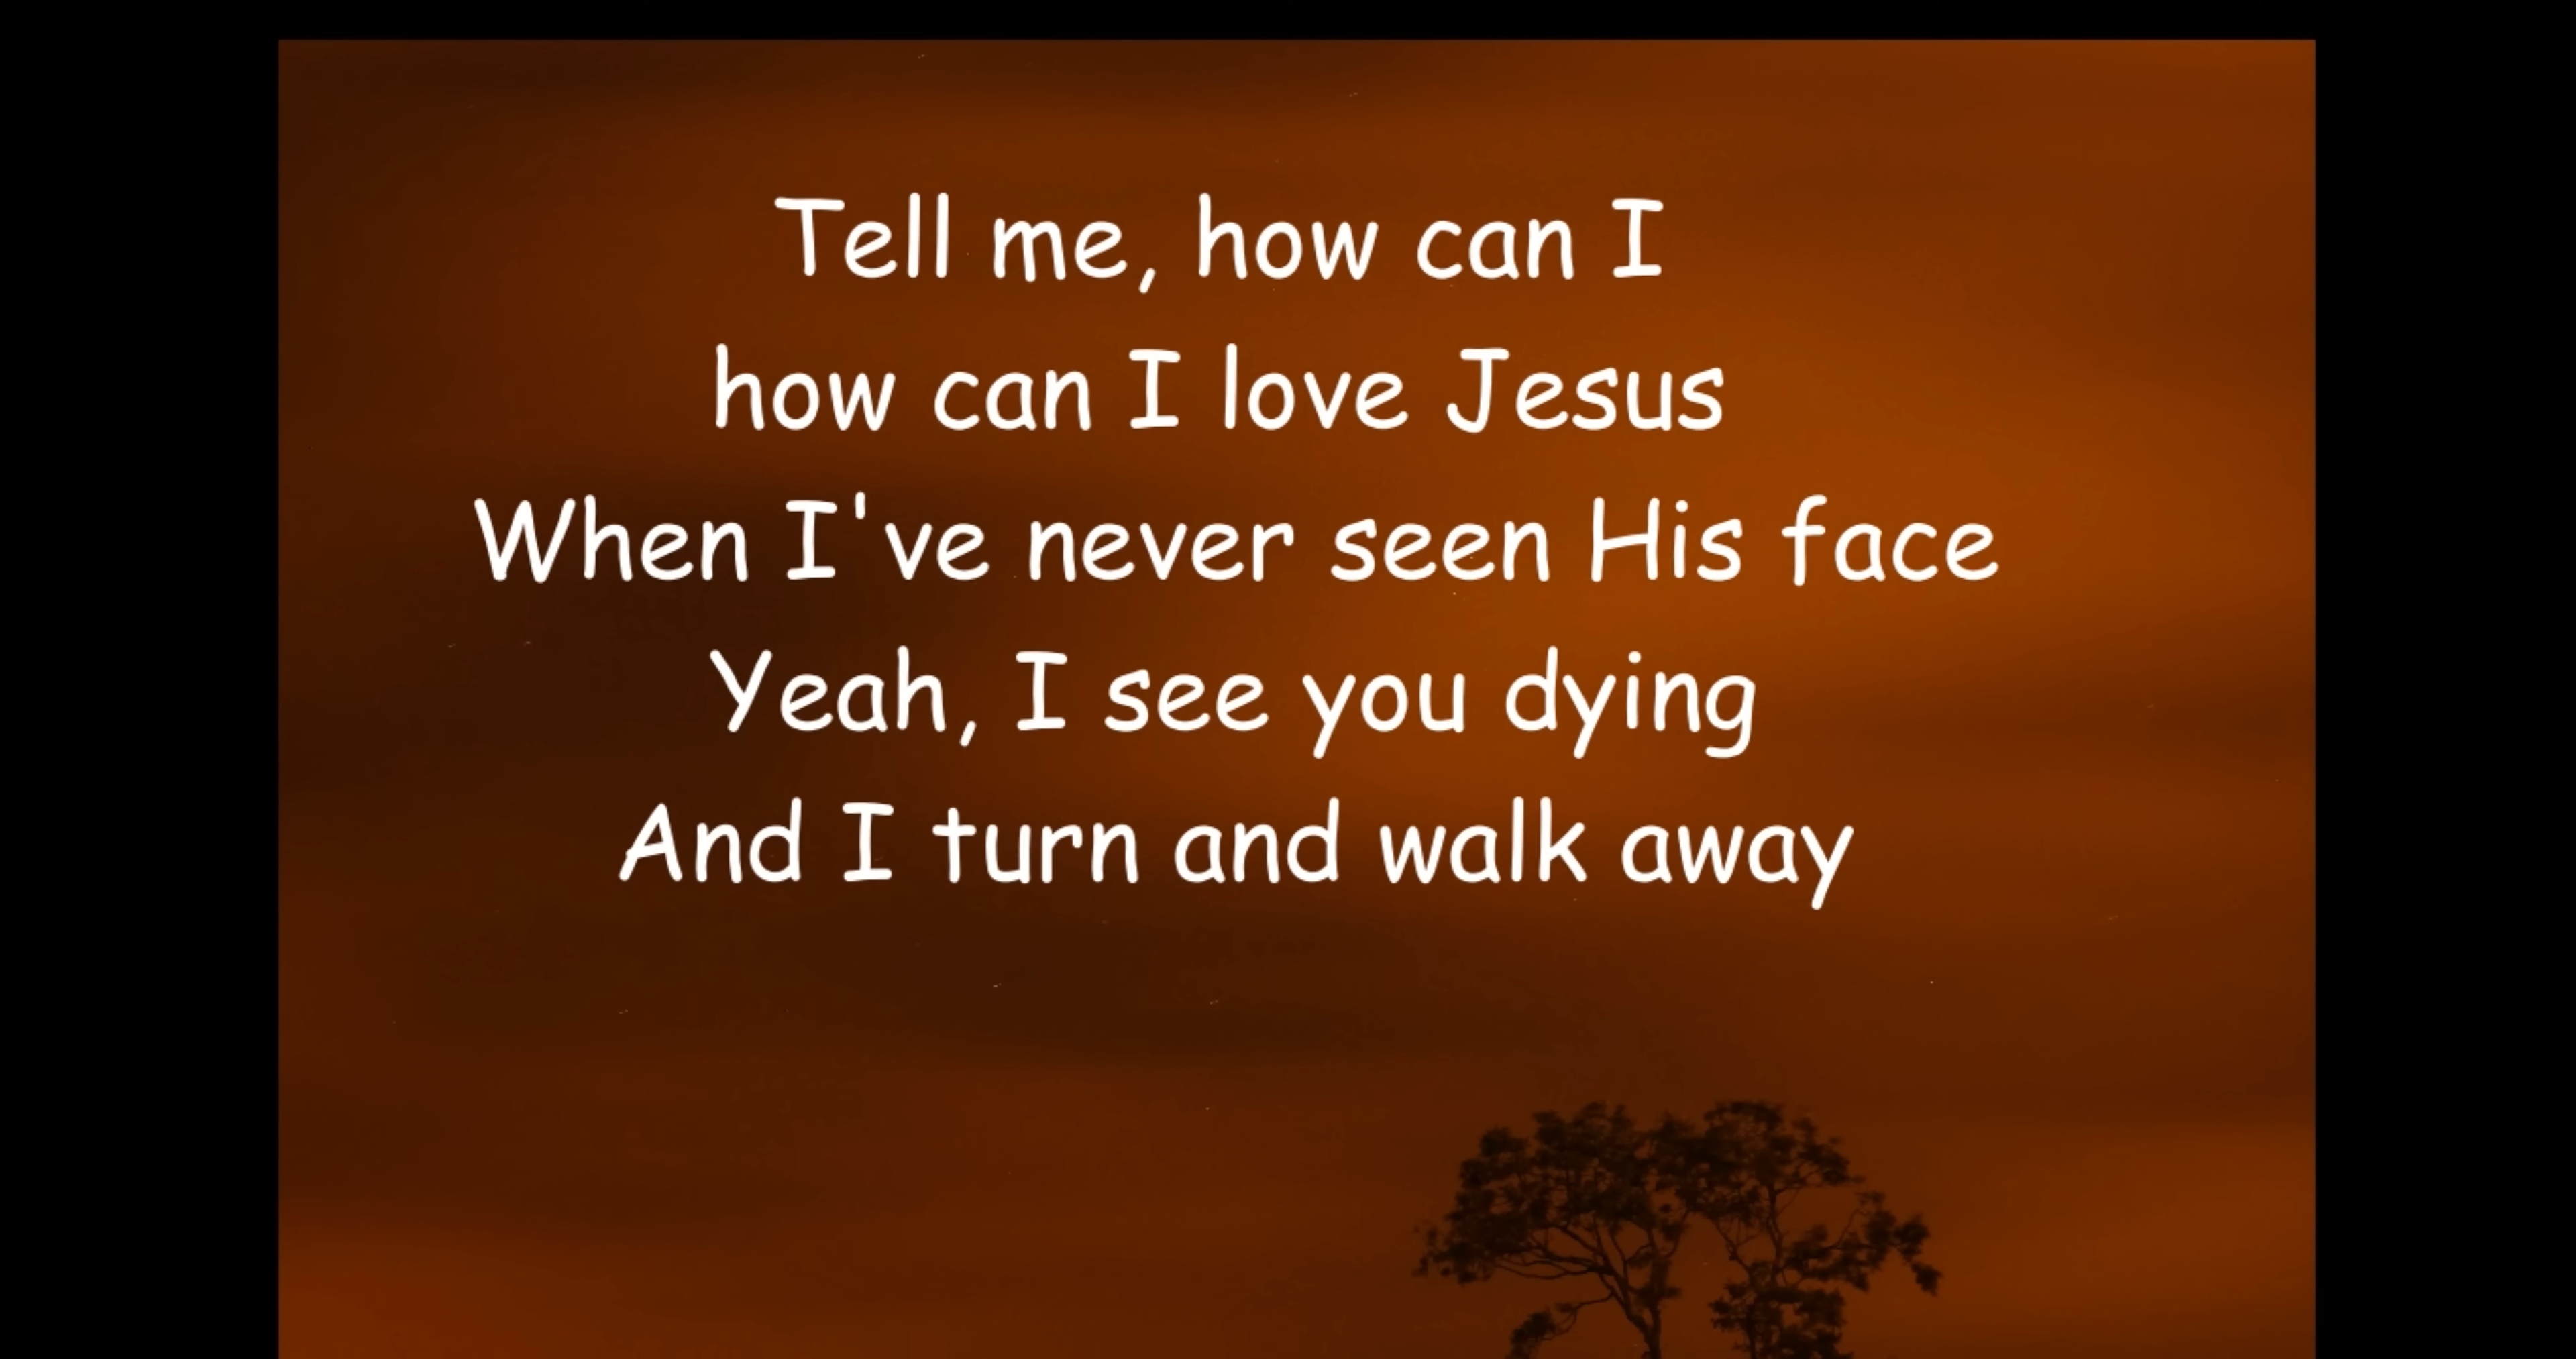 Tell me, how can I
how can I love Jesus
When I've never seen His face
Yeah, I see you dying
And I turn and walk away